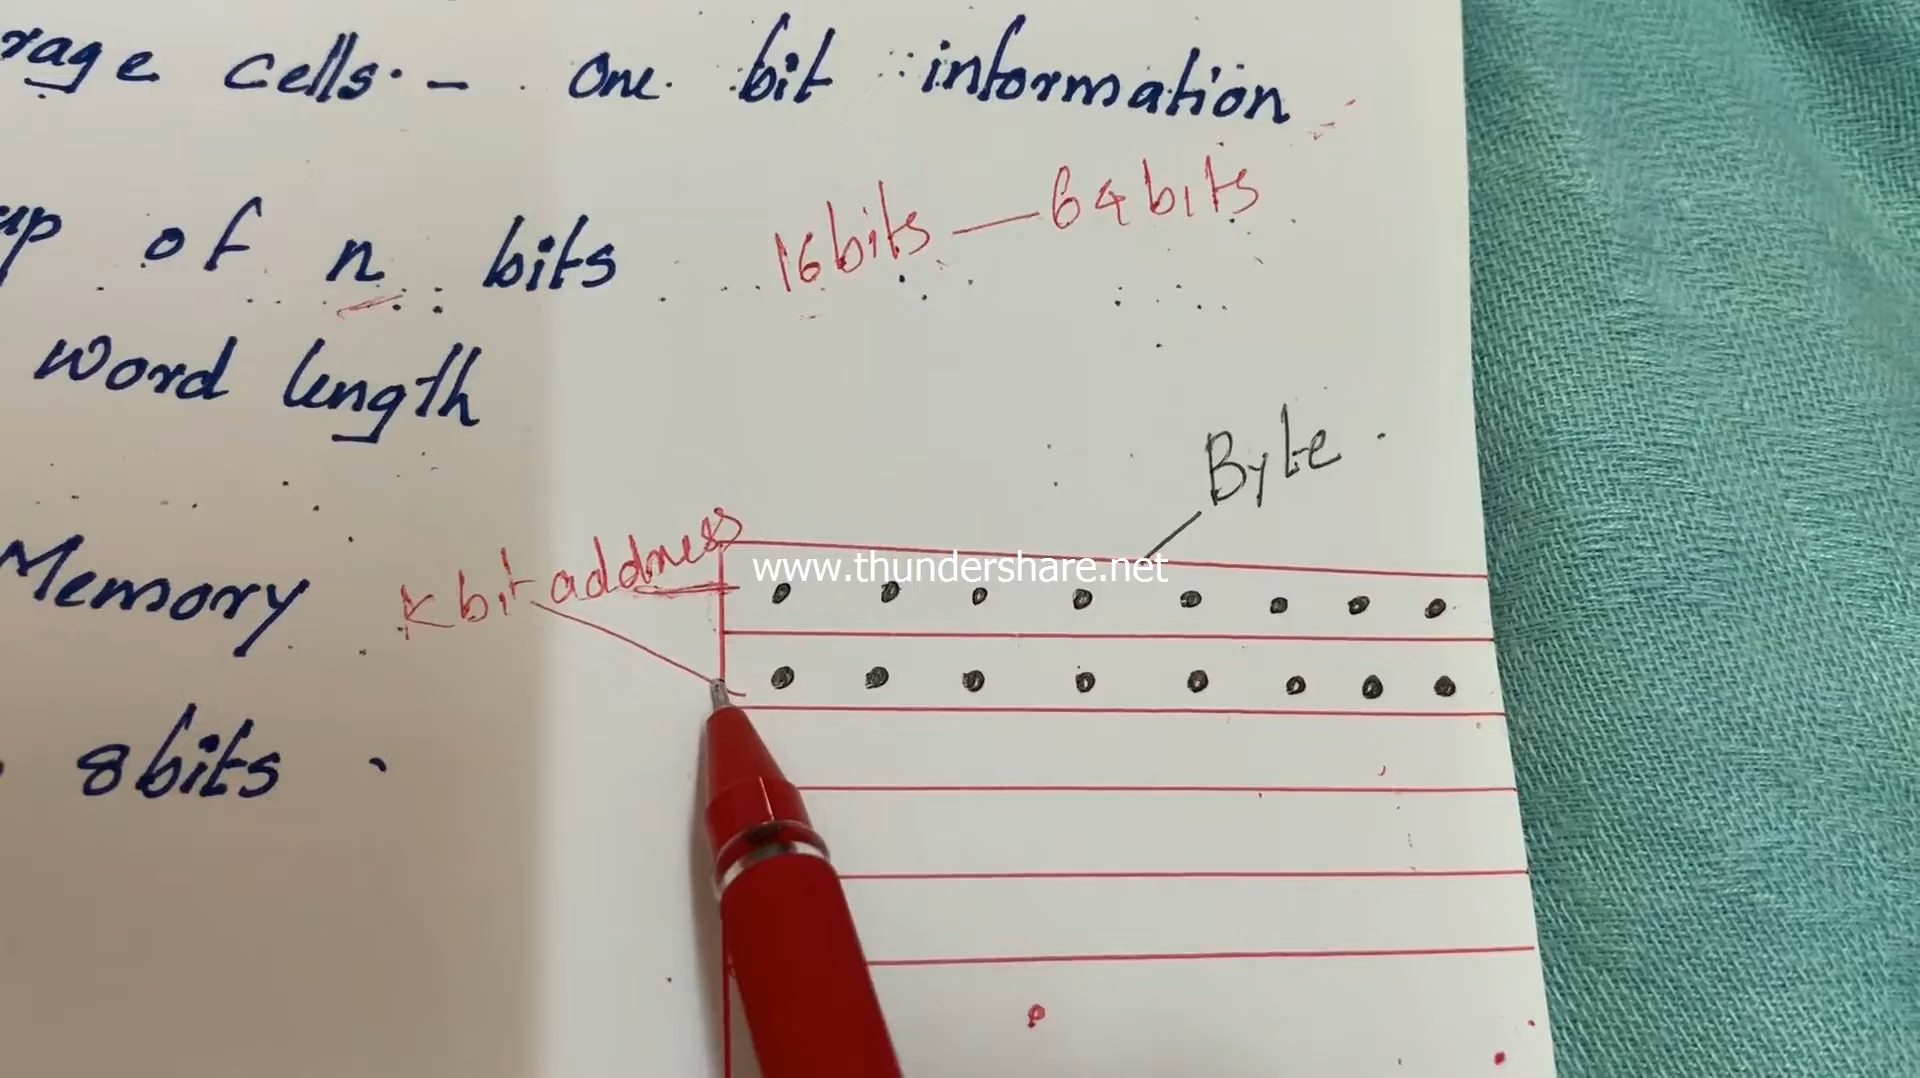 rage cells. - One bit information
up of n bits 16bits — 64bits
word length
Byte
K bit address
www.thundershare.net
Memory
8bits